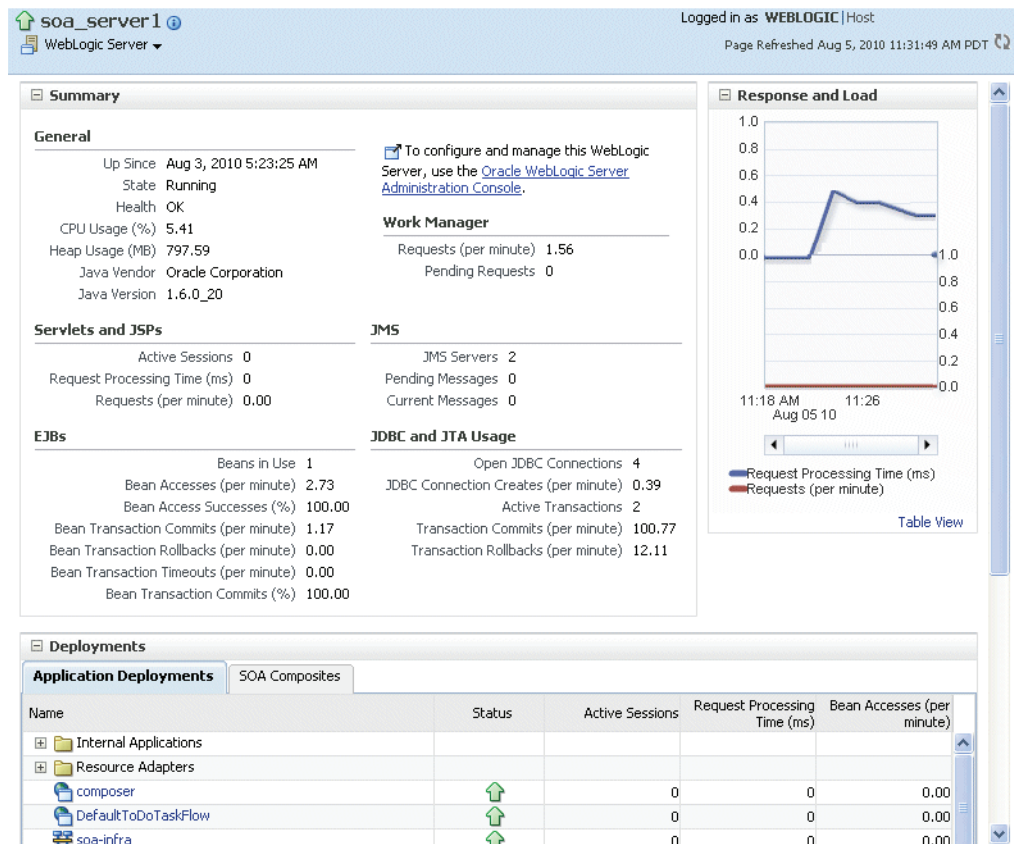 soa_server1
Logged in as WEBLOGIC|Host
WebLogic Server
Page Refreshed Aug 5, 2010 11:31:49 AM PDT
Summary
General
Up Since Aug 3, 2010 5:23:25 AM
State Running
Health OK
CPU Usage (%) 5.41
Heap Usage (MB) 797.59
Java Vendor Oracle Corporation
Java Version 1.6.0_20
To configure and manage this WebLogic
Server, use the Oracle WebLogic Server
Administration Console.
Work Manager
Requests (per minute) 1.56
Pending Requests 0
Servlets and JSPs
Active Sessions 0
Request Processing Time (ms) 0
Requests (per minute) 0.00
JMS
JMS Servers 2
Pending Messages 0
Current Messages 0
EJBs
Beans in Use 1
Bean Accesses (per minute) 2.73
Bean Access Successes (%) 100.00
Bean Transaction Commits (per minute) 1.17
Bean Transaction Rollbacks (per minute) 0.00
Bean Transaction Timeouts (per minute) 0.00
Bean Transaction Commits (%) 100.00
JDBC and JTA Usage
Open JDBC Connections 4
JDBC Connection Creates (per minute) 0.39
Active Transactions 2
Transaction Commits (per minute) 100.77
Transaction Rollbacks (per minute) 12.11
Response and Load
1.0
0.8
0.6
0.4
0.2
0.0
1.0
0.8
0.6
0.4
0.2
0.0
11:18 AM 11:26
Aug 05 10
Request Processing Time (ms)
Requests (per minute)
Table View
Deployments
Application Deployments SOA Composites
Name Status Active Sessions Request Processing Time (ms) Bean Accesses (per minute)
Internal Applications
Resource Adapters
composer 0 0 0.00
DefaultToDoTaskFlow 0 0 0.00
soa-infra 0 0 0.00